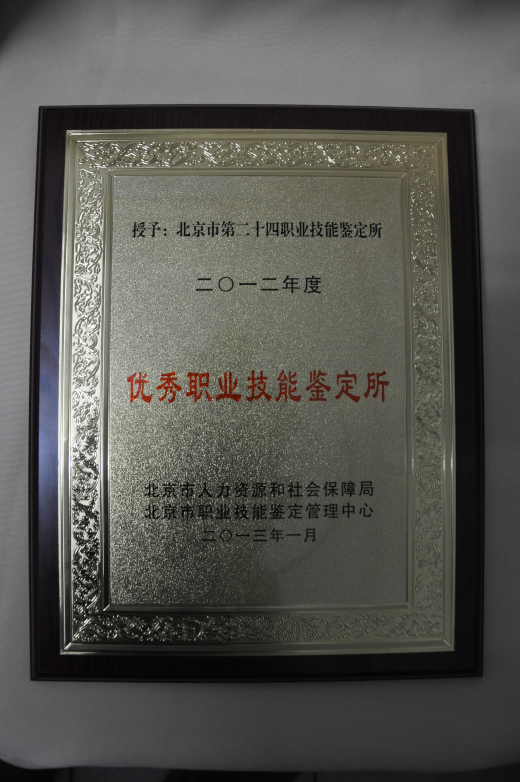 授予：北京市第二十四职业技能鉴定所
二〇一二年度
优秀职业技能鉴定所
北京市人力资源和社会保障局
北京市职业技能鉴定管理中心
二〇一三年一月